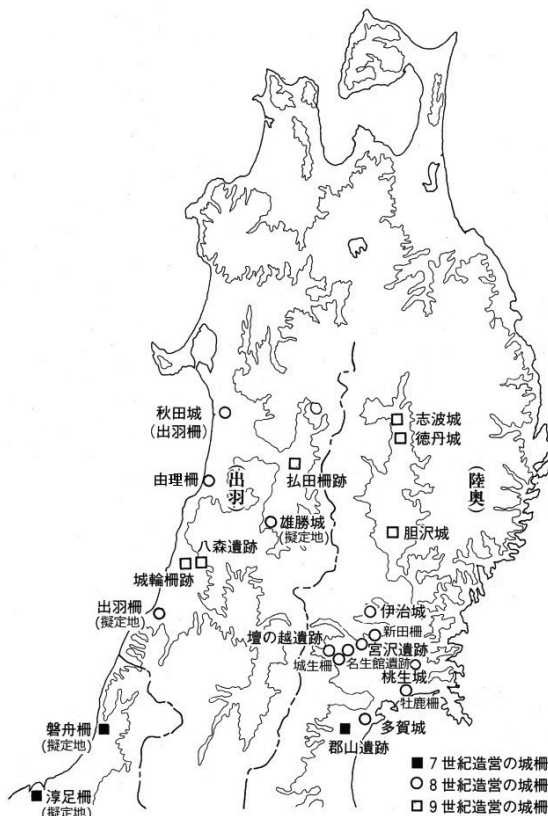 秋田城
(出羽柵)
志波城
徳丹城
由理柵
(出羽)
払田柵跡
(陸奥)
雄勝城
(擬定地)
胆沢城
八森遺跡
城輪柵跡
出羽柵
(擬定地)
伊治城
新田柵
壇の越遺跡
宮沢遺跡
城生柵
名生館遺跡
桃生城
牡鹿柵
多賀城
磐舟柵
(擬定地)
郡山遺跡
■ 7世紀造営の城柵
○ 8世紀造営の城柵
□ 9世紀造営の城柵
渟足柵
(擬定地)